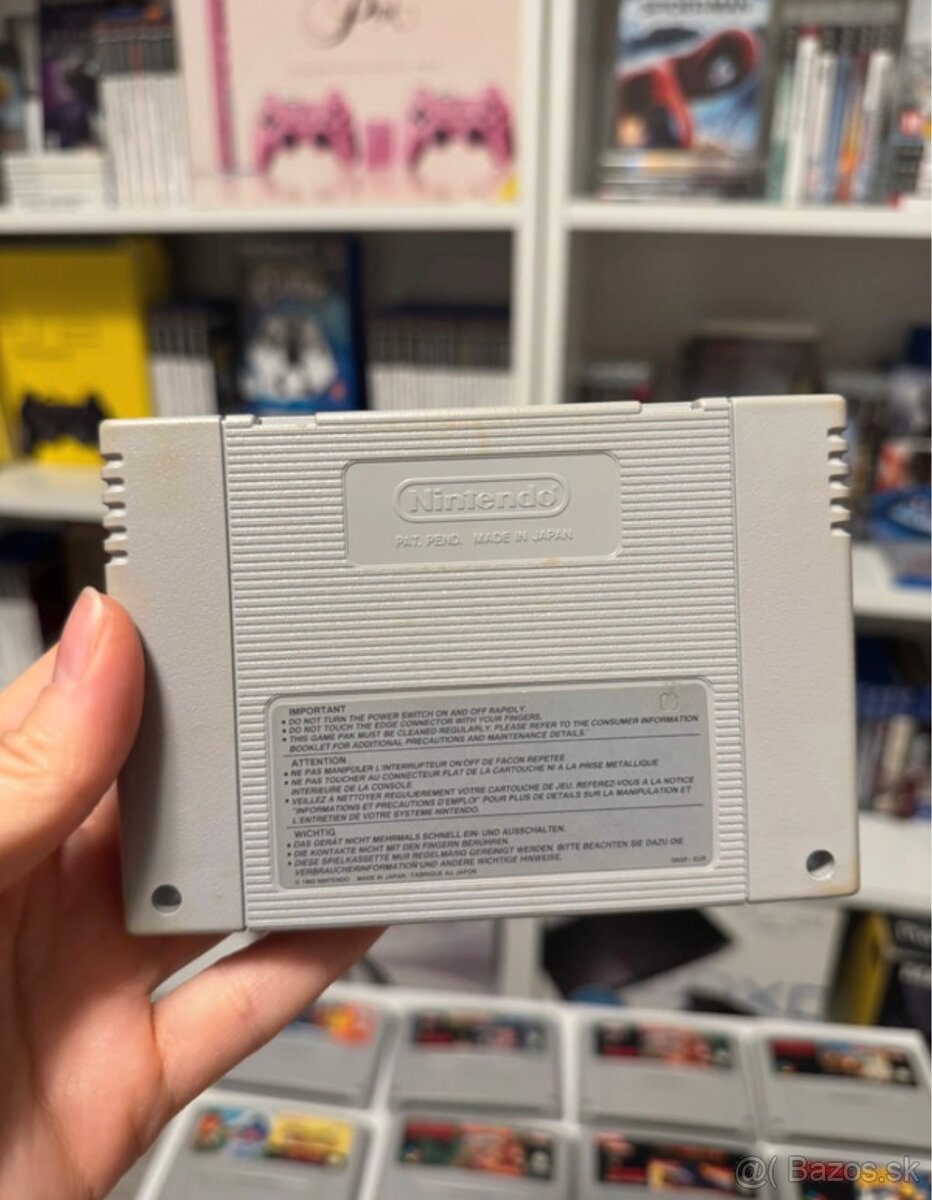 Nintendo®
PAT. PEND. MADE IN JAPAN
IMPORTANT
• DO NOT TURN THE POWER SWITCH ON AND OFF RAPIDLY.
• DO NOT TOUCH THE EDGE CONNECTOR WITH YOUR FINGERS.
• THIS GAME PAK MUST BE CLEANED REGULARLY. PLEASE REFER TO THE CONSUMER INFORMATION
BOOKLET FOR ADDITIONAL PRECAUTIONS AND MAINTENANCE DETAILS.
ATTENTION
• NE PAS MANIPULER L'INTERRUPTEUR ON OFF DE FACON REPETEE
• NE PAS TOUCHER AU CONNECTEUR PLAT DE LA CARTOUCHE NI A LA PRISE METALLIQUE
INTERIEURE DE LA CONSOLE.
• VEILLEZ À NETTOYER REGULIEREMENT VOTRE CARTOUCHE DE JEU. REFEREZ-VOUS A LA NOTICE
"INFORMATIONS ET PRECAUTIONS D'EMPLOI" POUR PLUS DE DETAILS SUR LA MANIPULATION ET
L'ENTRETIEN DE VOTRE SYSTEME NINTENDO.
WICHTIG
• DAS GERÄT NICHT MEHRMALS SCHNELL EIN- UND AUSSCHALTEN.
• DIE KONTAKTE NICHT MIT DEN FINGERN BERÜHREN.
• DIESE SPIELKASSETTE MUß REGELMÄßIG GEREINIGT WERDEN. BITTE BEACHTEN SIE DAZU DIE
VERBRAUCHERINFORMATION UND ANDERE WICHTIGE HINWEISE.
© 1992 NINTENDO MADE IN JAPAN / FABRIQUE AU JAPON
SNSP-EUR
Bazos.sk